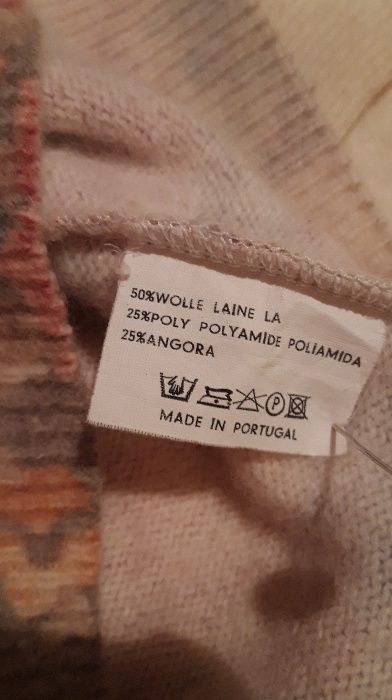 50%WOLLE LAINE LA
25%POLY POLYAMIDE POLIAMIDA
25%ANGORA
P
MADE IN PORTUGAL